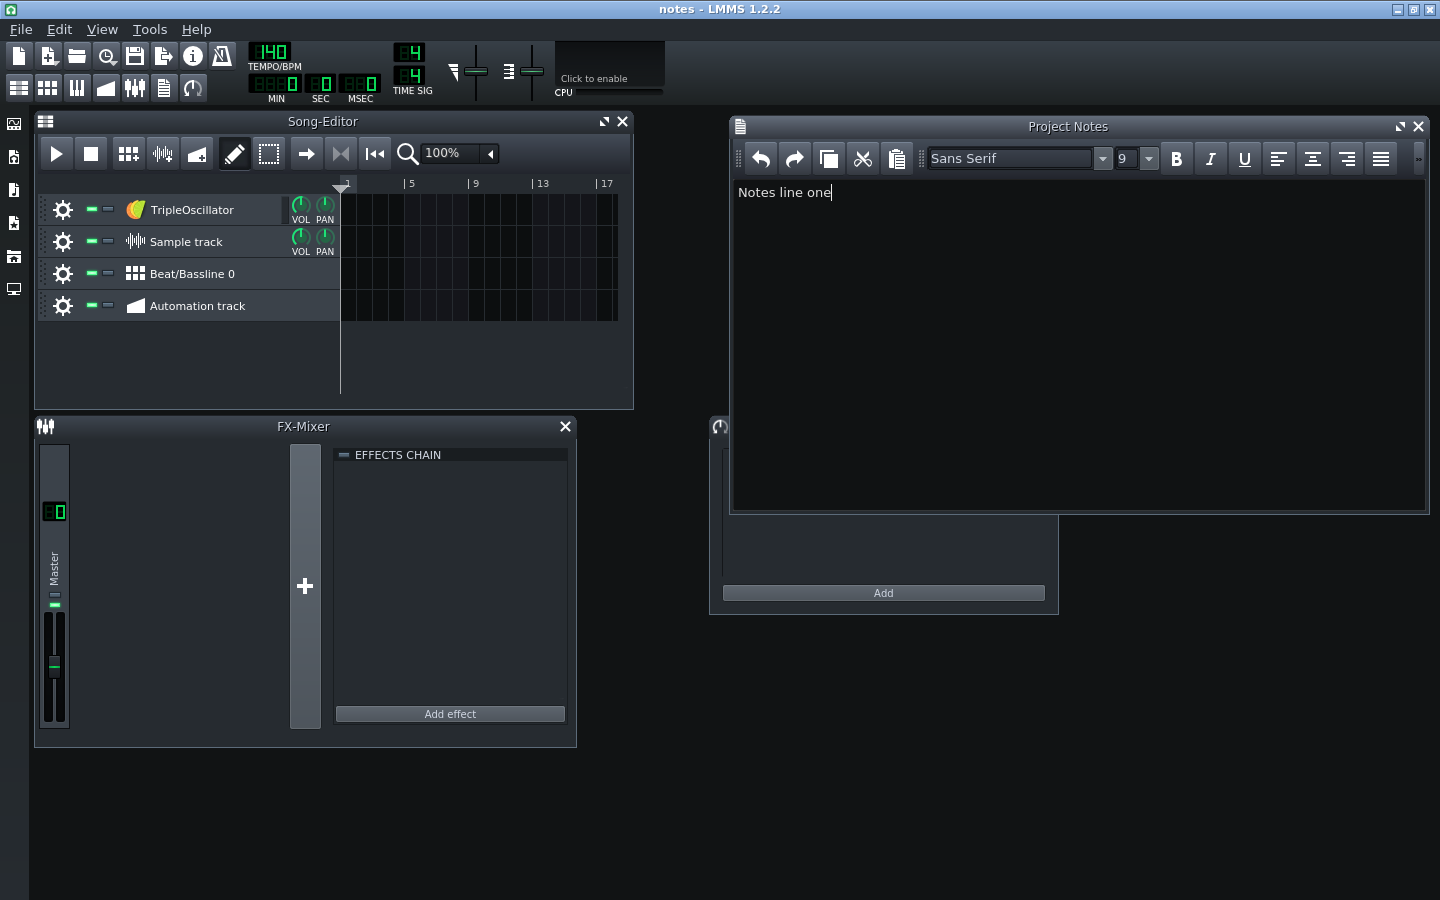 notes - LMMS 1.2.2
File Edit View Tools Help
140
TEMPO/BPM
4
4
TIME SIG
0 0 0
MIN SEC MSEC
Click to enable
CPU
Song-Editor
100%
1 5 9 13 17
TripleOscillator
VOL PAN
Sample track
VOL PAN
Beat/Bassline 0
Automation track
Project Notes
Sans Serif 9 B I U »
Notes line one
FX-Mixer
0
Master
EFFECTS CHAIN
Add effect
Add